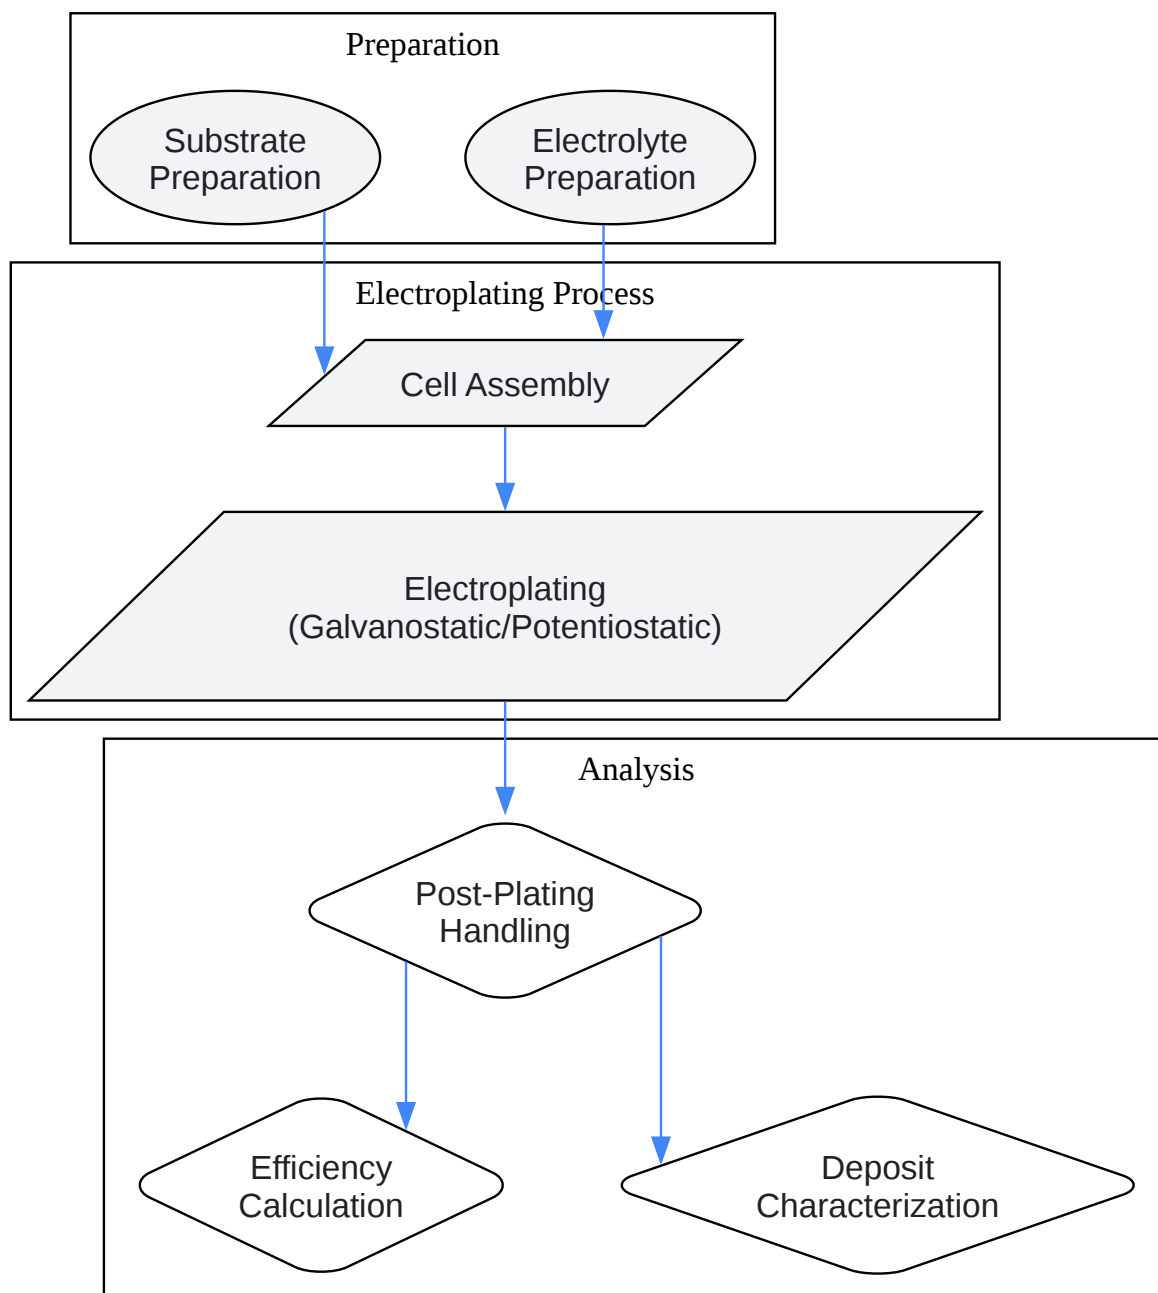 Preparation
Substrate
Preparation
Electrolyte
Preparation
Electroplating Process
Cell Assembly
Electroplating
(Galvanostatic/Potentiostatic)
Analysis
Post-Plating
Handling
Efficiency
Calculation
Deposit
Characterization